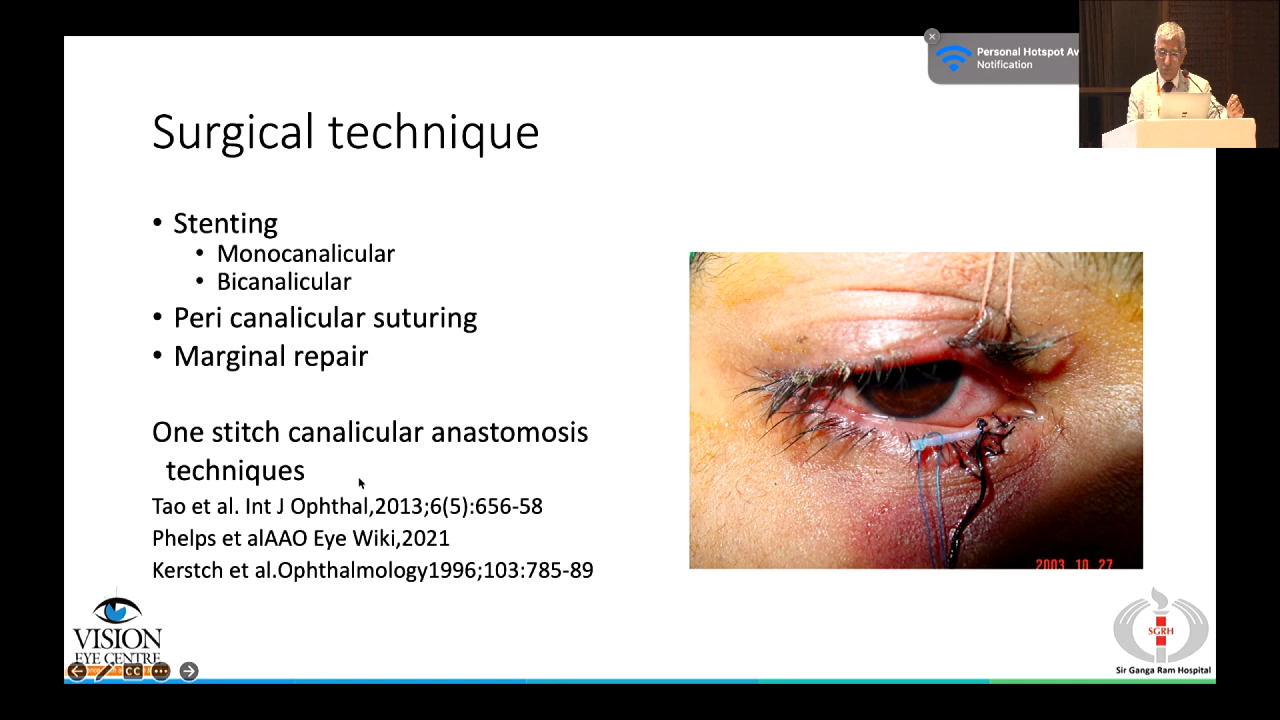 Personal Hotspot Av
Notification
Surgical technique
• Stenting
• Monocanalicular
• Bicanalicular
• Peri canalicular suturing
• Marginal repair
One stitch canalicular anastomosis
techniques
Tao et al. Int J Ophthal,2013;6(5):656-58
Phelps et alAAO Eye Wiki,2021
Kerstch et al.Ophthalmology1996;103:785-89
2003 10 27
VISION
EYE CENTRE
CC
SGRH
Sir Ganga Ram Hospital